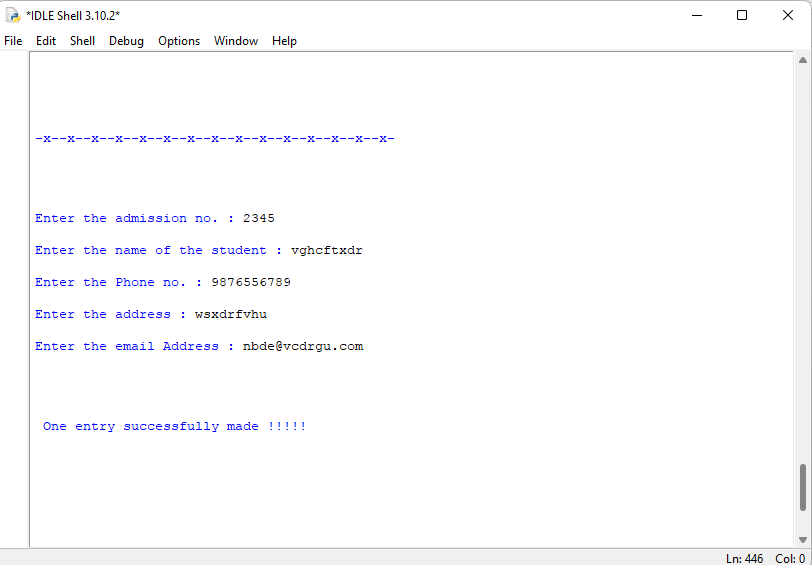 *IDLE Shell 3.10.2*
File Edit Shell Debug Options Window Help
-x--x--x--x--x--x--x--x--x--x--x--x--x--x--x-
Enter the admission no. : 2345
Enter the name of the student : vghcftxdr
Enter the Phone no. : 9876556789
Enter the address : wsxdrfvhu
Enter the email Address : nbde@vcdrgu.com
One entry successfully made !!!!!
Ln: 446 Col: 0